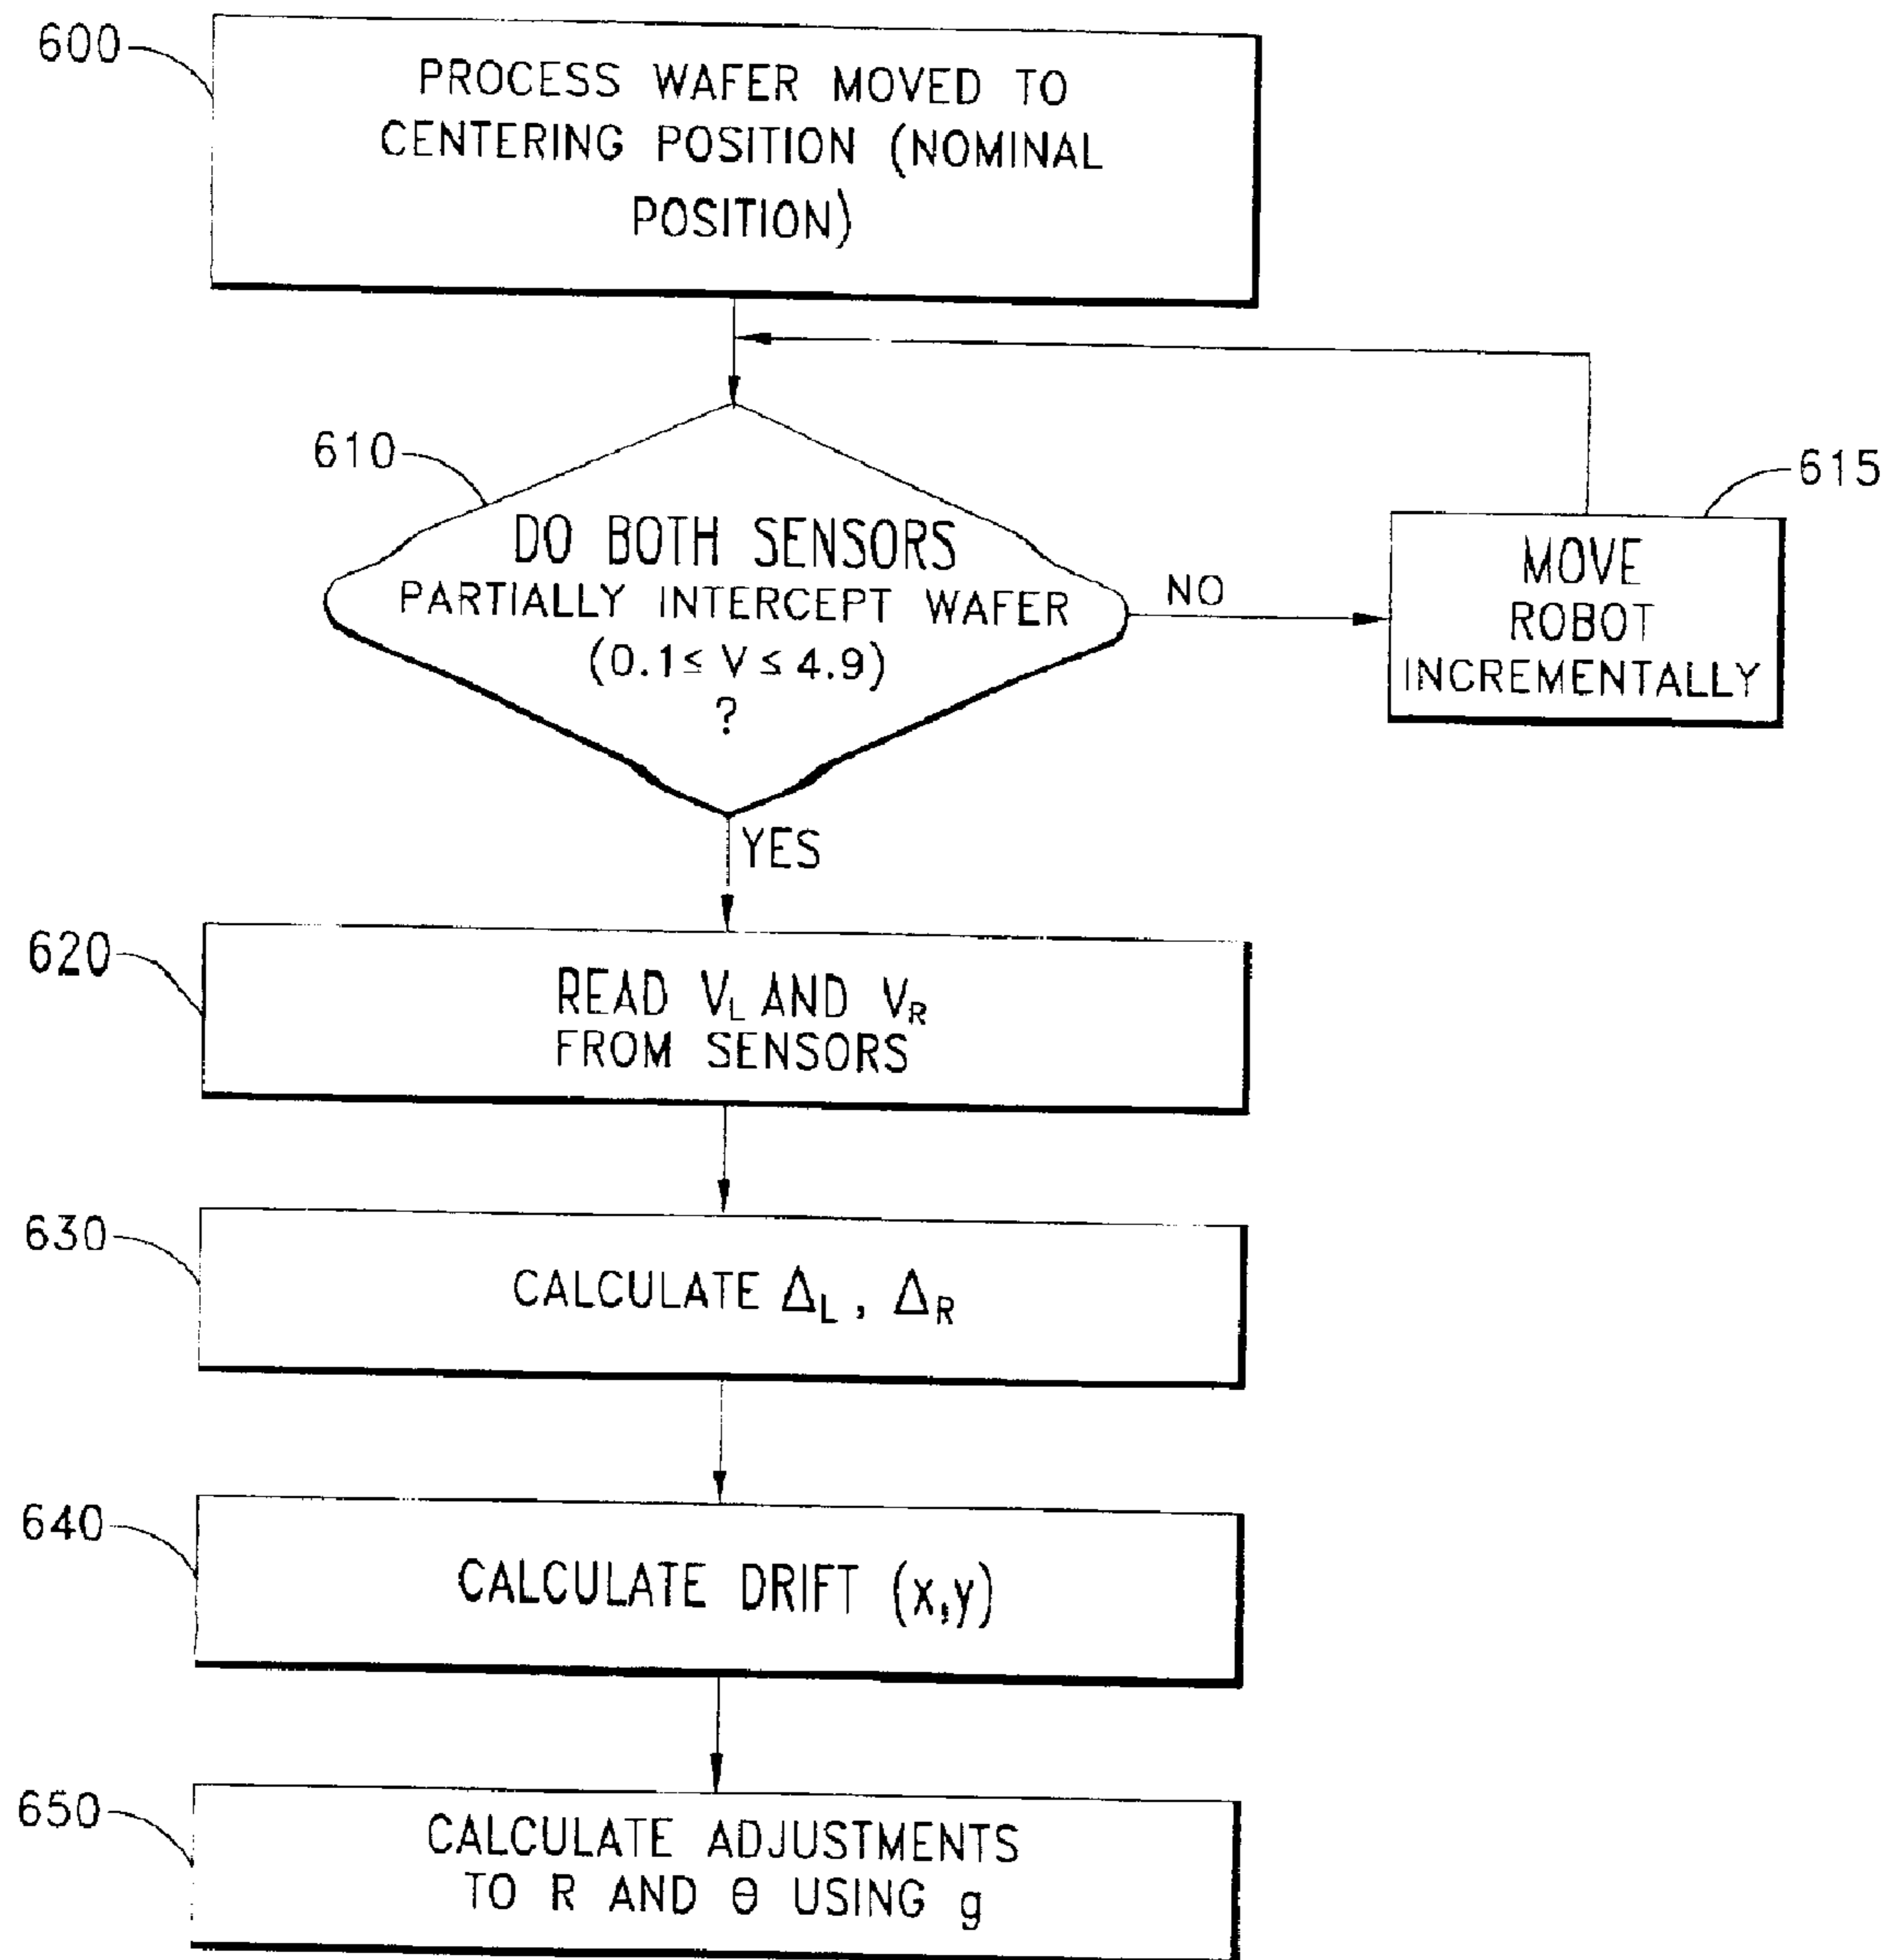 600
PROCESS WAFER MOVED TO
CENTERING POSITION (NOMINAL
POSITION)
610
DO BOTH SENSORS
PARTIALLY INTERCEPT WAFER
(0.1≤ V ≤ 4.9)
?
NO
615
MOVE
ROBOT
INCREMENTALLY
YES
620
READ VL AND VR
FROM SENSORS
630
CALCULATE ΔL, ΔR
640
CALCULATE DRIFT (x,y)
650
CALCULATE ADJUSTMENTS
TO R AND θ USING g